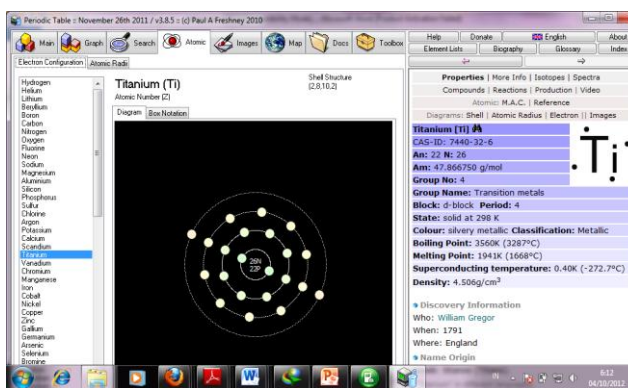 Periodic Table :: November 26th 2011 / v3.8.5 :: (c) Paul A Freshney 2010
Main Graph Search Atomic Images Map Docs Toolbox
Help Donate English About
Element Lists Biography Glossary Index
Electron Configuration Atomic Radii
Hydrogen
Helium
Lithium
Beryllium
Boron
Carbon
Nitrogen
Oxygen
Fluorine
Neon
Sodium
Magnesium
Aluminium
Silicon
Phosphorus
Sulfur
Chlorine
Argon
Potassium
Calcium
Scandium
Titanium
Vanadium
Chromium
Manganese
Iron
Cobalt
Nickel
Copper
Zinc
Gallium
Germanium
Arsenic
Selenium
Bromine
Titanium (Ti)
Atomic Number (Z)
Shell Structure
(2,8,10,2)
Diagram Box Notation
26N
22P
Properties | More Info | Isotopes | Spectra
Compounds | Reactions | Production | Video
Atomic: M.A.C. | Reference
Diagrams: Shell | Atomic Radius | Electron || Images
Titanium [Ti]
CAS-ID: 7440-32-6
An: 22 N: 26
Am: 47.866750 g/mol
Group No: 4
Ti
Group Name: Transition metals
Block: d-block Period: 4
State: solid at 298 K
Colour: silvery metallic Classification: Metallic
Boiling Point: 3560K (3287°C)
Melting Point: 1941K (1668°C)
Superconducting temperature: 0.40K (-272.7°C)
Density: 4.506g/cm³
Discovery Information
Who: William Gregor
When: 1791
Where: England
Name Origin
IN
6:12
04/10/2012